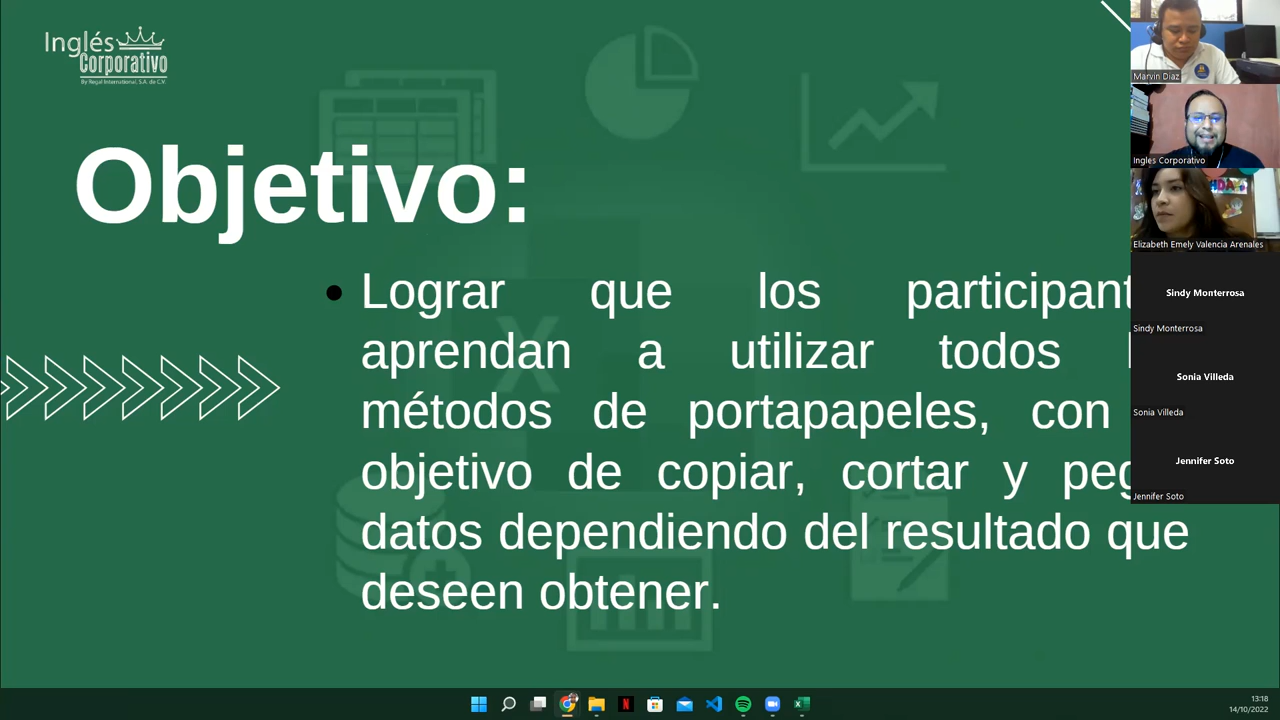 Inglés
Corporativo
By Regal International, S.A. de C.V.
Objetivo:
• Lograr que los participant
aprendan a utilizar todos
métodos de portapapeles, con
objetivo de copiar, cortar y peg
datos dependiendo del resultado que
deseen obtener.
Marvin Diaz
Ingles Corporativo
Elizabeth Emely Valencia Arenales
Sindy Monterrosa
Sindy Monterrosa
Sonia Villeda
Sonia Villeda
Jennifer Soto
Jennifer Soto
13:18
14/10/2022